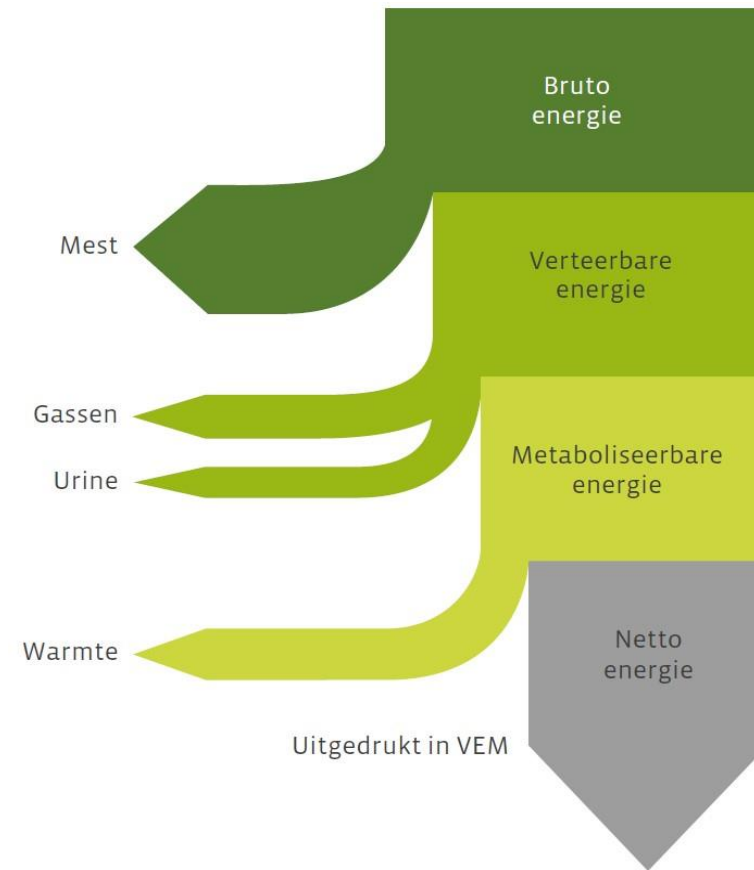 Bruto
energie
Mest
Verteerbare
energie
Gassen
Urine
Metaboliseerbare
energie
Warmte
Netto
energie
Uitgedrukt in VEM